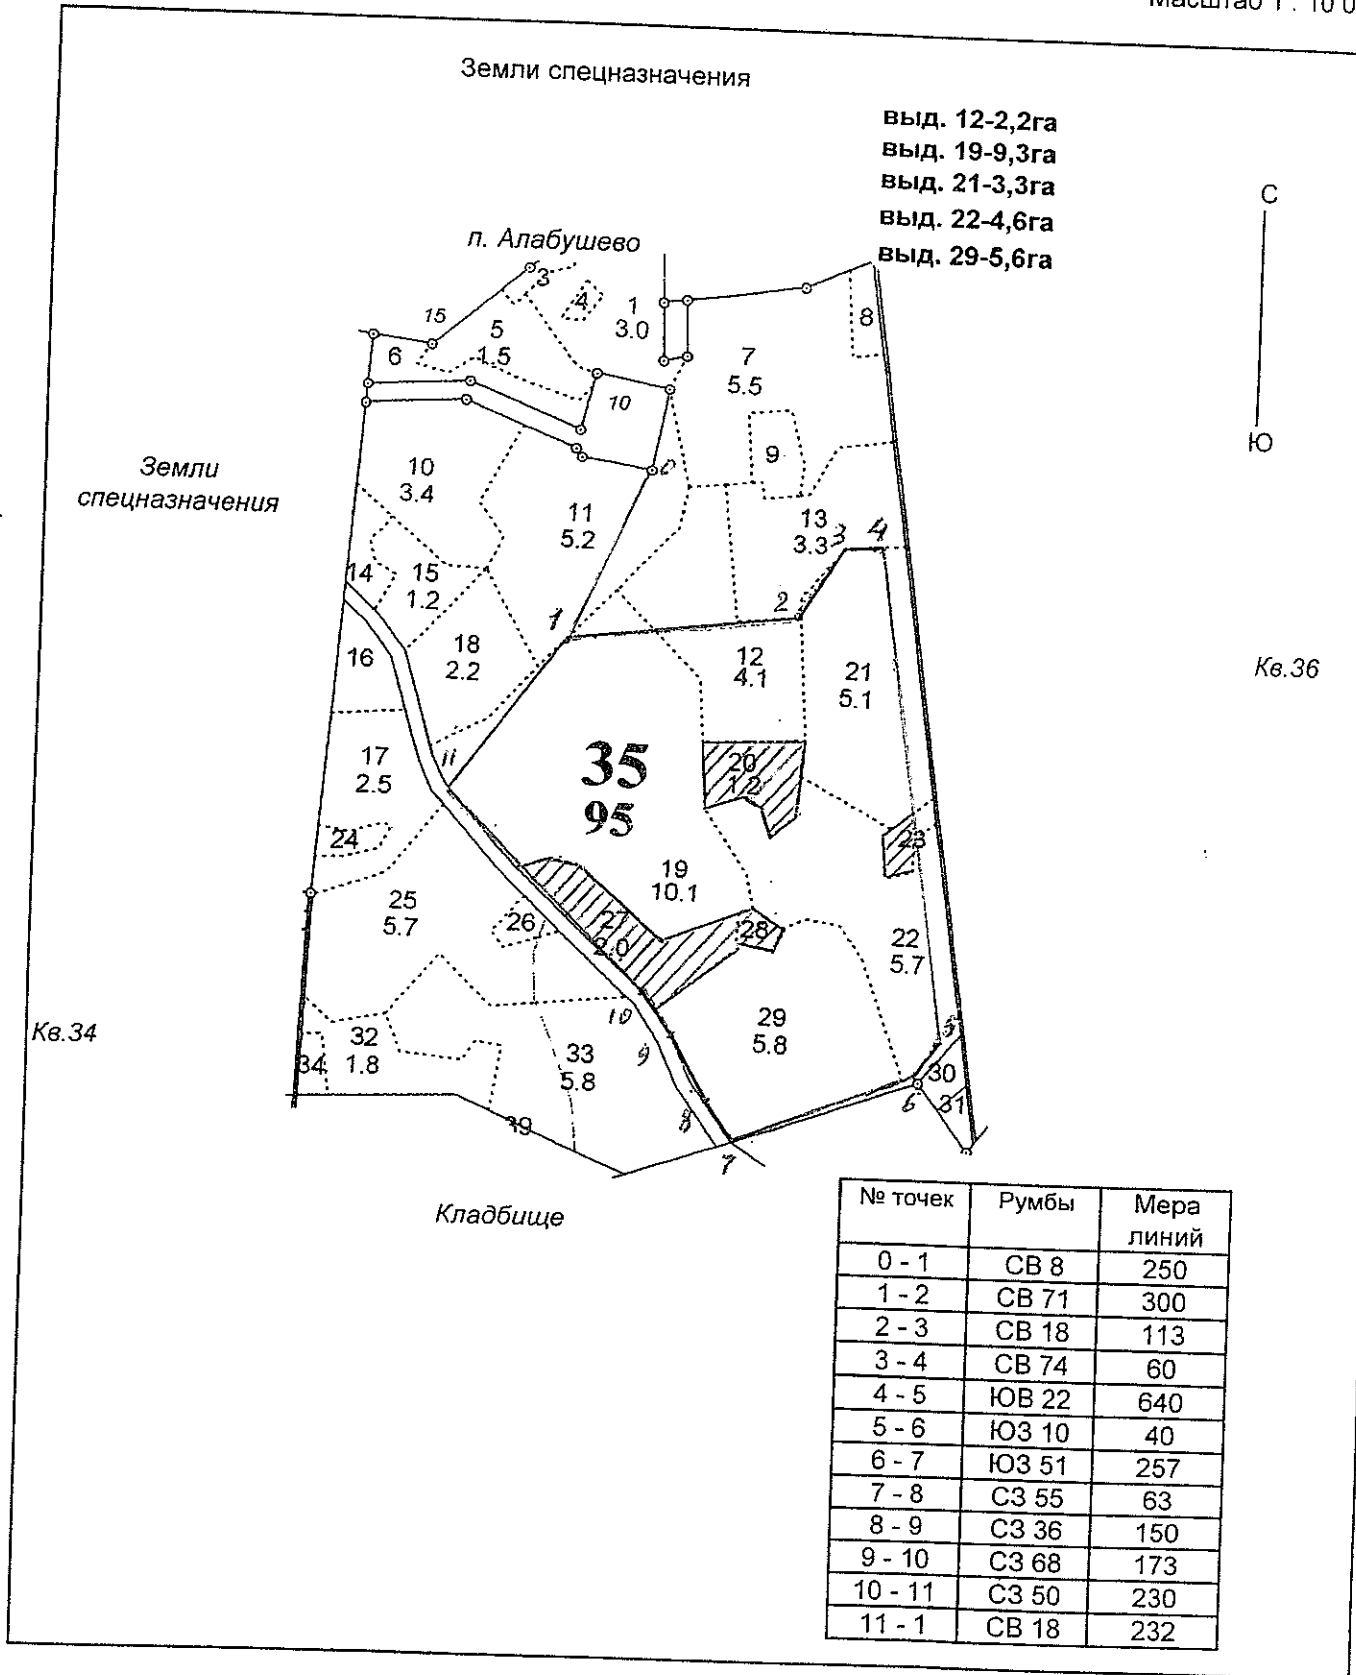 Масштаб 1 : 10 0
Земли спецназначения
выд. 12-2,2га
выд. 19-9,3га
выд. 21-3,3га
выд. 22-4,6га
выд. 29-5,6га
С
Ю
п. Алабушево
3
4
1
3.0
15
5
1.5
6
7
5.5
8
10
9
0
Земли
спецназначения
10
3.4
11
5.2
13
3.3
3
4
14
15
1.2
1
2
16
18
2.2
12
4.1
21
5.1
Кв.36
17
2.5
11
35
95
20
1.2
24
23
19
10.1
25
5.7
26
27
2.0
28
22
5.7
10
29
5.8
5
Кв.34
32
1.8
34
33
5.8
9
30
6
31
39
8
7
Кладбище
№ точек Румбы Мера
линий
0 - 1 СВ 8 250
1 - 2 СВ 71 300
2 - 3 СВ 18 113
3 - 4 СВ 74 60
4 - 5 ЮВ 22 640
5 - 6 ЮЗ 10 40
6 - 7 ЮЗ 51 257
7 - 8 СЗ 55 63
8 - 9 СЗ 36 150
9 - 10 СЗ 68 173
10 - 11 СЗ 50 230
11 - 1 СВ 18 232